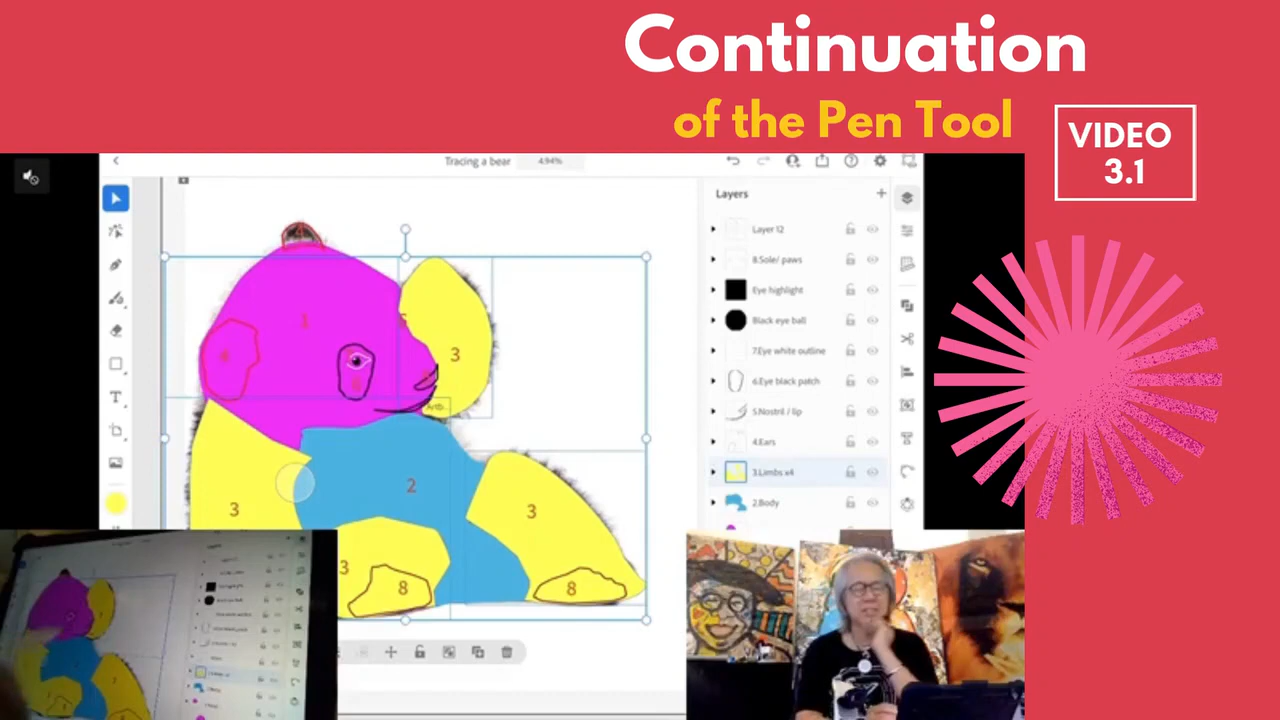 Continuation
of the Pen Tool
VIDEO
3.1
Tracing a bear
4.94%
Layers
Layer 12
8.Sole/ paws
Eye highlight
Black eye ball
7.Eye white outline
6.Eye black patch
5.Nostril / lip
4.Ears
3.Limbs x4
2.Body
1
3
2
3
3
3
8
8